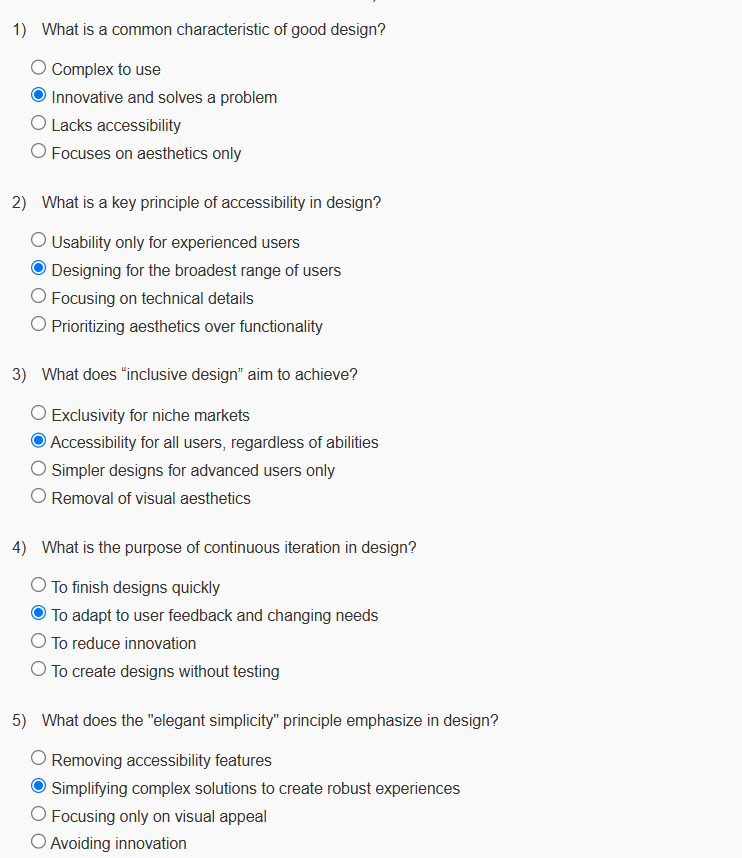 1) What is a common characteristic of good design?
Complex to use
Innovative and solves a problem
Lacks accessibility
Focuses on aesthetics only
2) What is a key principle of accessibility in design?
Usability only for experienced users
Designing for the broadest range of users
Focusing on technical details
Prioritizing aesthetics over functionality
3) What does “inclusive design” aim to achieve?
Exclusivity for niche markets
Accessibility for all users, regardless of abilities
Simpler designs for advanced users only
Removal of visual aesthetics
4) What is the purpose of continuous iteration in design?
To finish designs quickly
To adapt to user feedback and changing needs
To reduce innovation
To create designs without testing
5) What does the "elegant simplicity" principle emphasize in design?
Removing accessibility features
Simplifying complex solutions to create robust experiences
Focusing only on visual appeal
Avoiding innovation